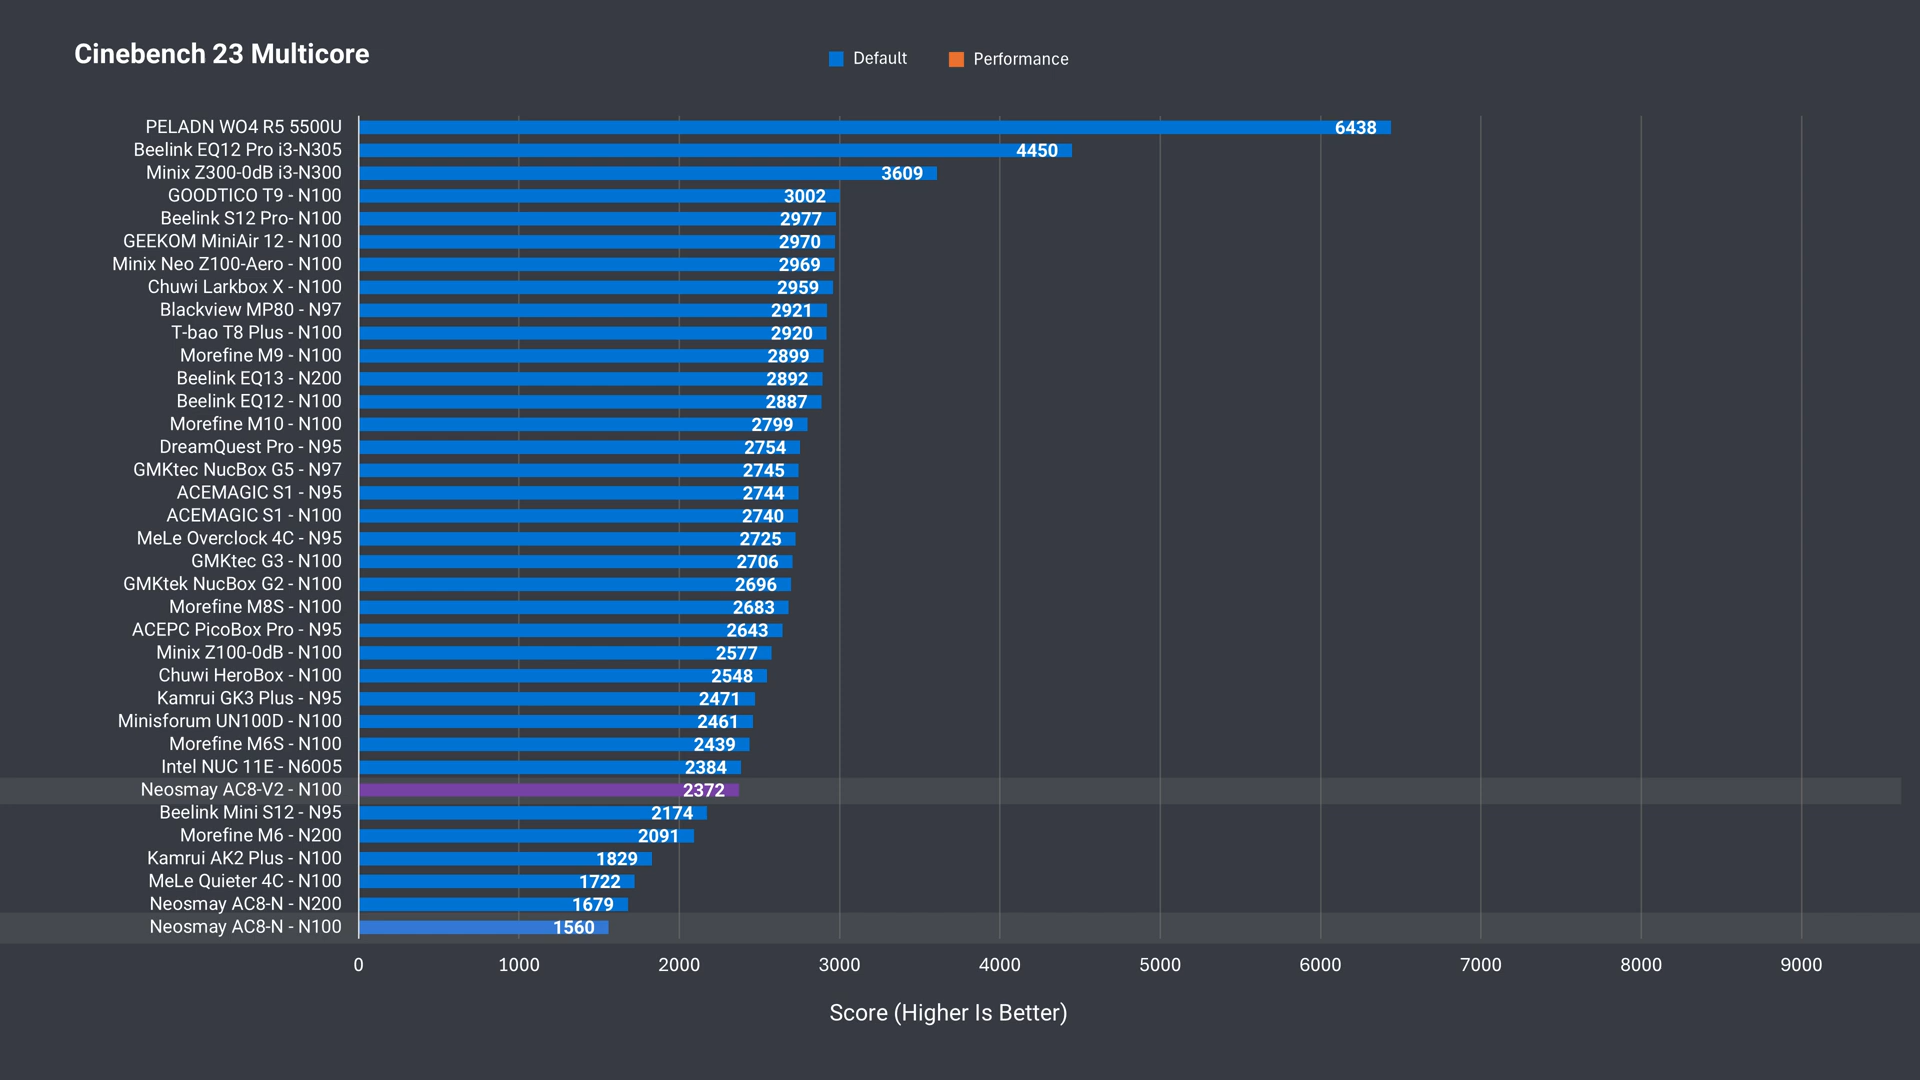 Cinebench 23 Multicore
Default
Performance
PELADN WO4 R5 5500U 6438
Beelink EQ12 Pro i3-N305 4450
Minix Z300-0dB i3-N300 3609
GOODTICO T9 - N100 3002
Beelink S12 Pro- N100 2977
GEEKOM MiniAir 12 - N100 2970
Minix Neo Z100-Aero - N100 2969
Chuwi Larkbox X - N100 2959
Blackview MP80 - N97 2921
T-bao T8 Plus - N100 2920
Morefine M9 - N100 2899
Beelink EQ13 - N200 2892
Beelink EQ12 - N100 2887
Morefine M10 - N100 2799
DreamQuest Pro - N95 2754
GMKtec NucBox G5 - N97 2745
ACEMAGIC S1 - N95 2744
ACEMAGIC S1 - N100 2740
MeLe Overclock 4C - N95 2725
GMKtec G3 - N100 2706
GMKtek NucBox G2 - N100 2696
Morefine M8S - N100 2683
ACEPC PicoBox Pro - N95 2643
Minix Z100-0dB - N100 2577
Chuwi HeroBox - N100 2548
Kamrui GK3 Plus - N95 2471
Minisforum UN100D - N100 2461
Morefine M6S - N100 2439
Intel NUC 11E - N6005 2384
Neosmay AC8-V2 - N100 2372
Beelink Mini S12 - N95 2174
Morefine M6 - N200 2091
Kamrui AK2 Plus - N100 1829
MeLe Quieter 4C - N100 1722
Neosmay AC8-N - N200 1679
Neosmay AC8-N - N100 1560
0 1000 2000 3000 4000 5000 6000 7000 8000 9000
Score (Higher Is Better)